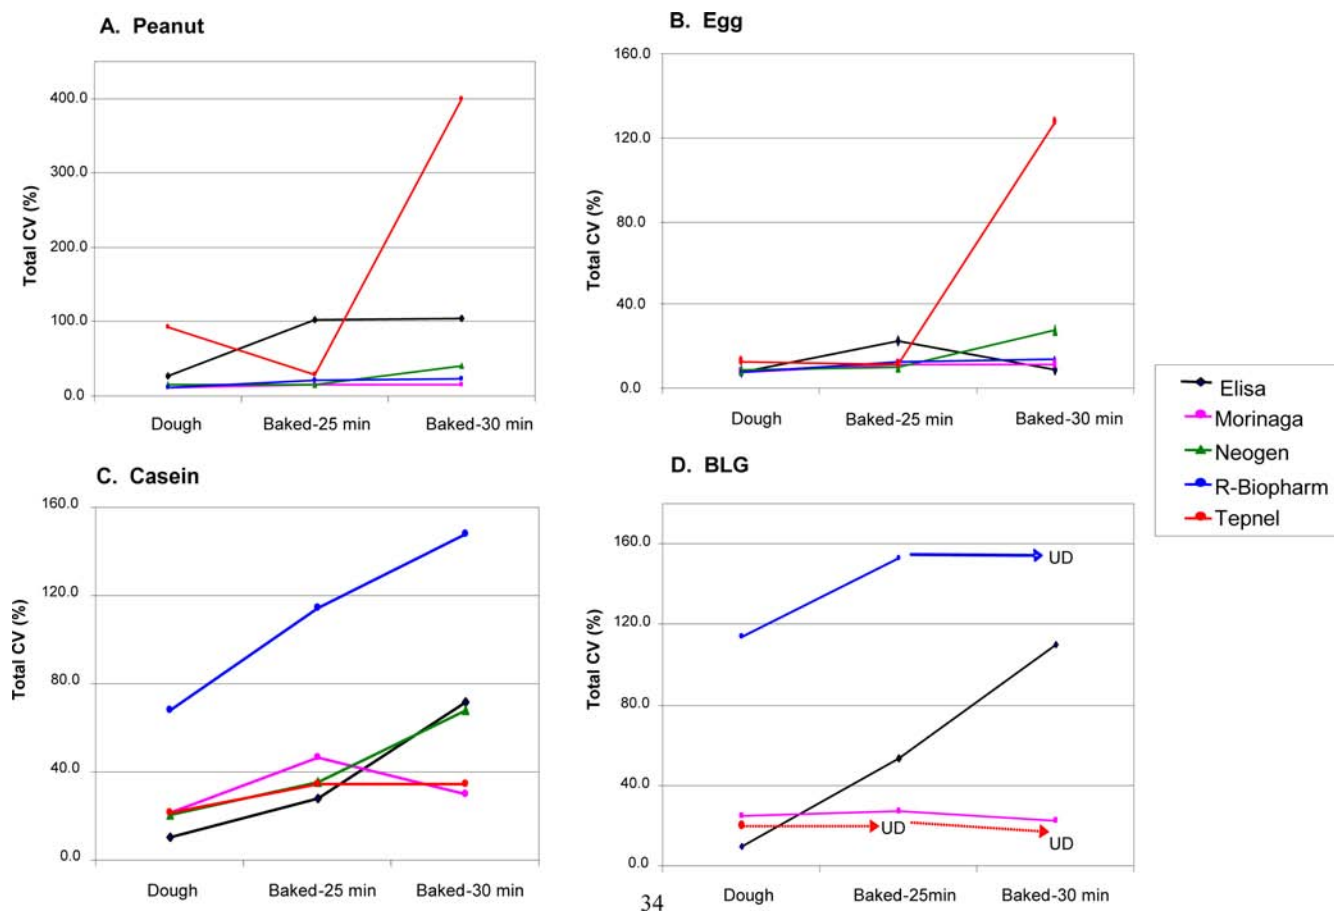 A. Peanut
Total CV (%)
400.0
300.0
200.0
100.0
0.0
Dough Baked-25 min Baked-30 min
B. Egg
Total CV (%)
160.0
120.0
80.0
40.0
0.0
Dough Baked-25 min Baked-30 min
Elisa
Morinaga
Neogen
R-Biopharm
Tepnel
C. Casein
Total CV (%)
160.0
120.0
80.0
40.0
0.0
Dough Baked-25 min Baked-30 min
D. BLG
Total CV (%)
160.0
120.0
80.0
40.0
0.0
UD
UD
UD
Dough Baked-25min Baked-30 min
34